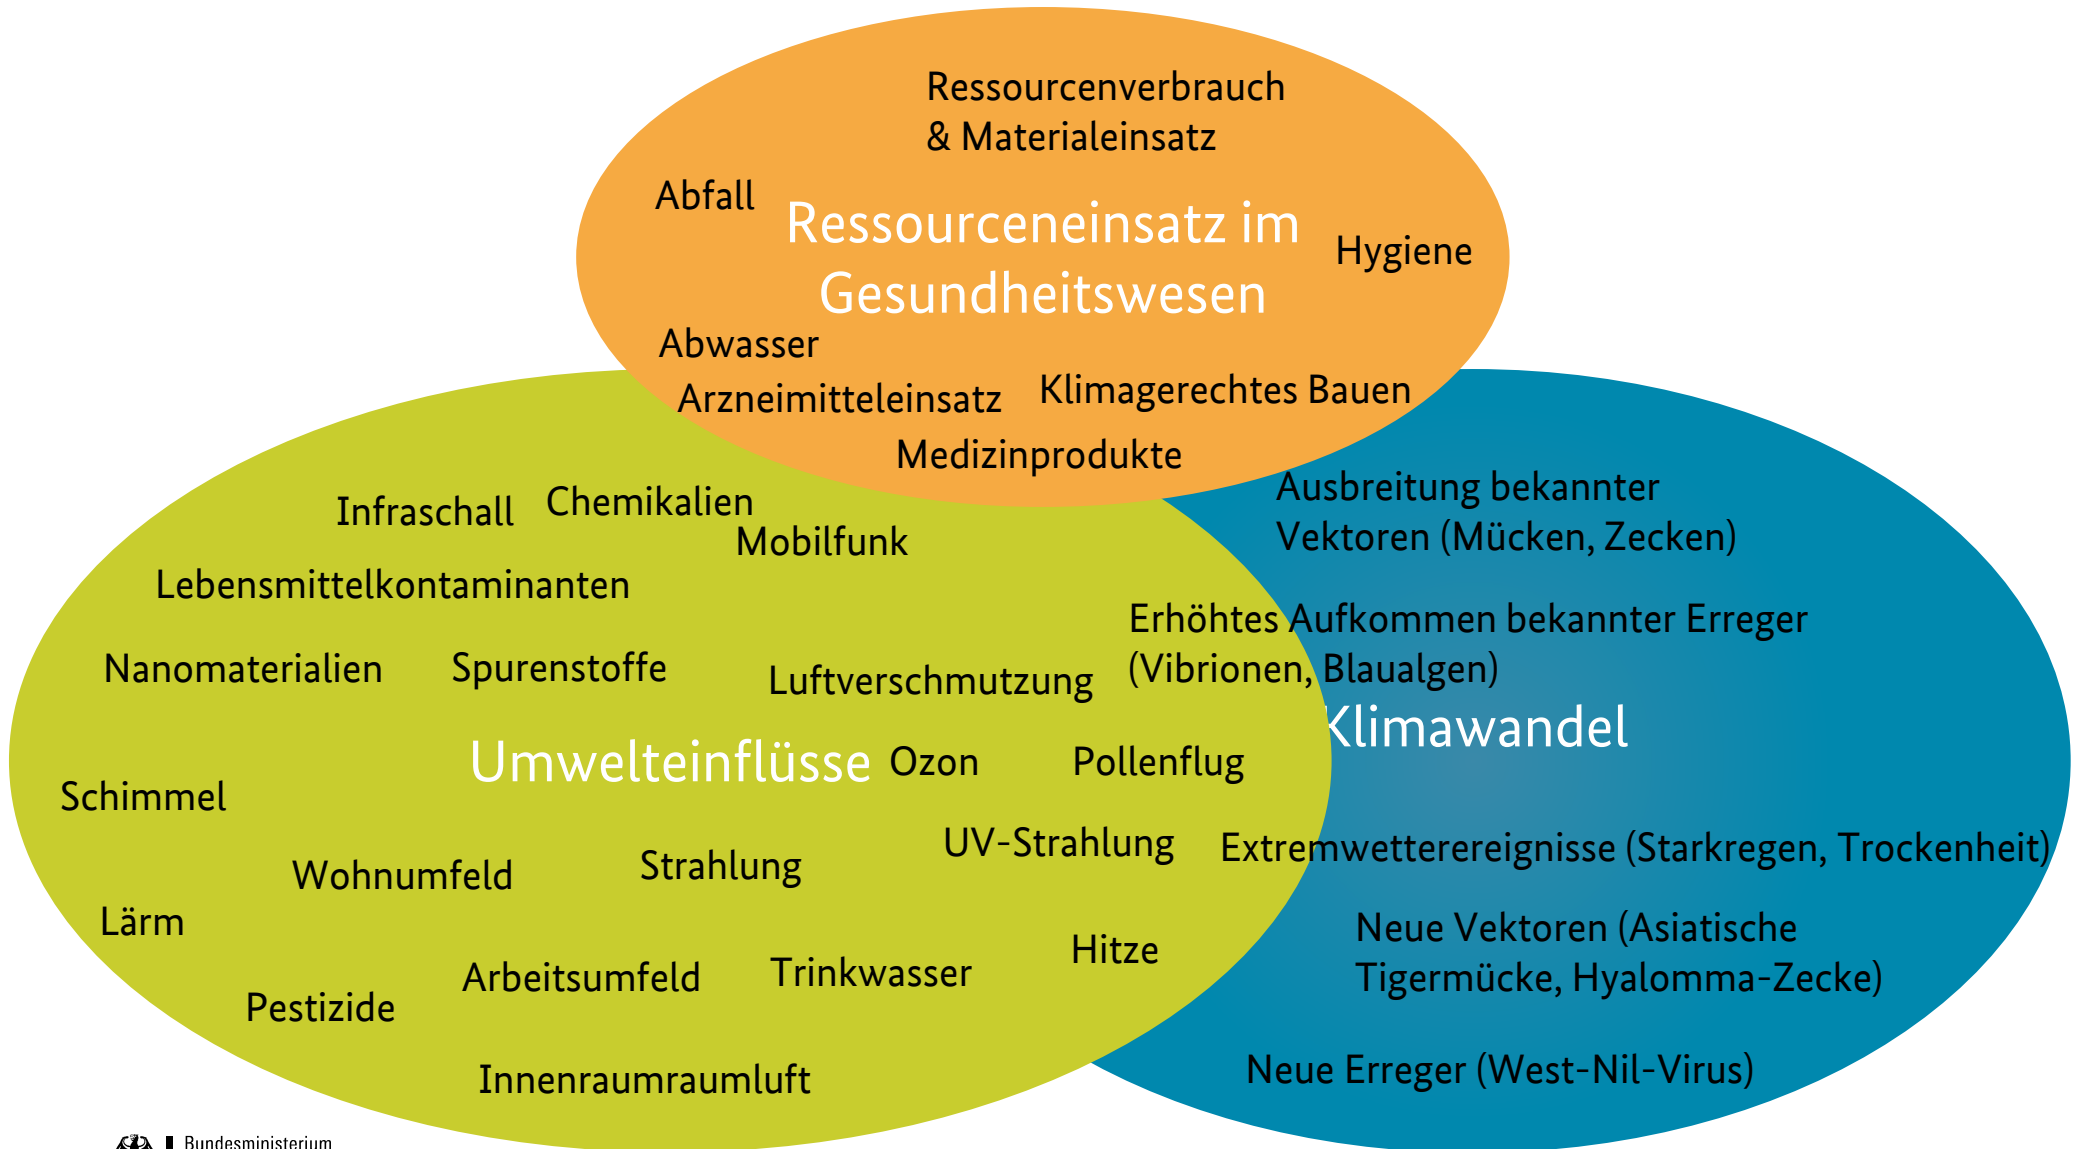 Ressourcenverbrauch
& Materialeinsatz
Abfall
Ressourceneinsatz im
Gesundheitswesen
Hygiene
Abwasser
Arzneimitteleinsatz
Klimagerechtes Bauen
Medizinprodukte
Infraschall
Chemikalien
Mobilfunk
Lebensmittelkontaminanten
Nanomaterialien
Spurenstoffe
Luftverschmutzung
Umwelteinflüsse
Ozon
Pollenflug
Schimmel
UV-Strahlung
Wohnumfeld
Strahlung
Lärm
Hitze
Arbeitsumfeld
Trinkwasser
Pestizide
Innenraumraumluft
Ausbreitung bekannter
Vektoren (Mücken, Zecken)
Erhöhtes Aufkommen bekannter Erreger
(Vibrionen, Blaualgen)
Klimawandel
Extremwetterereignisse (Starkregen, Trockenheit)
Neue Vektoren (Asiatische
Tigermücke, Hyalomma-Zecke)
Neue Erreger (West-Nil-Virus)
Bundesministerium